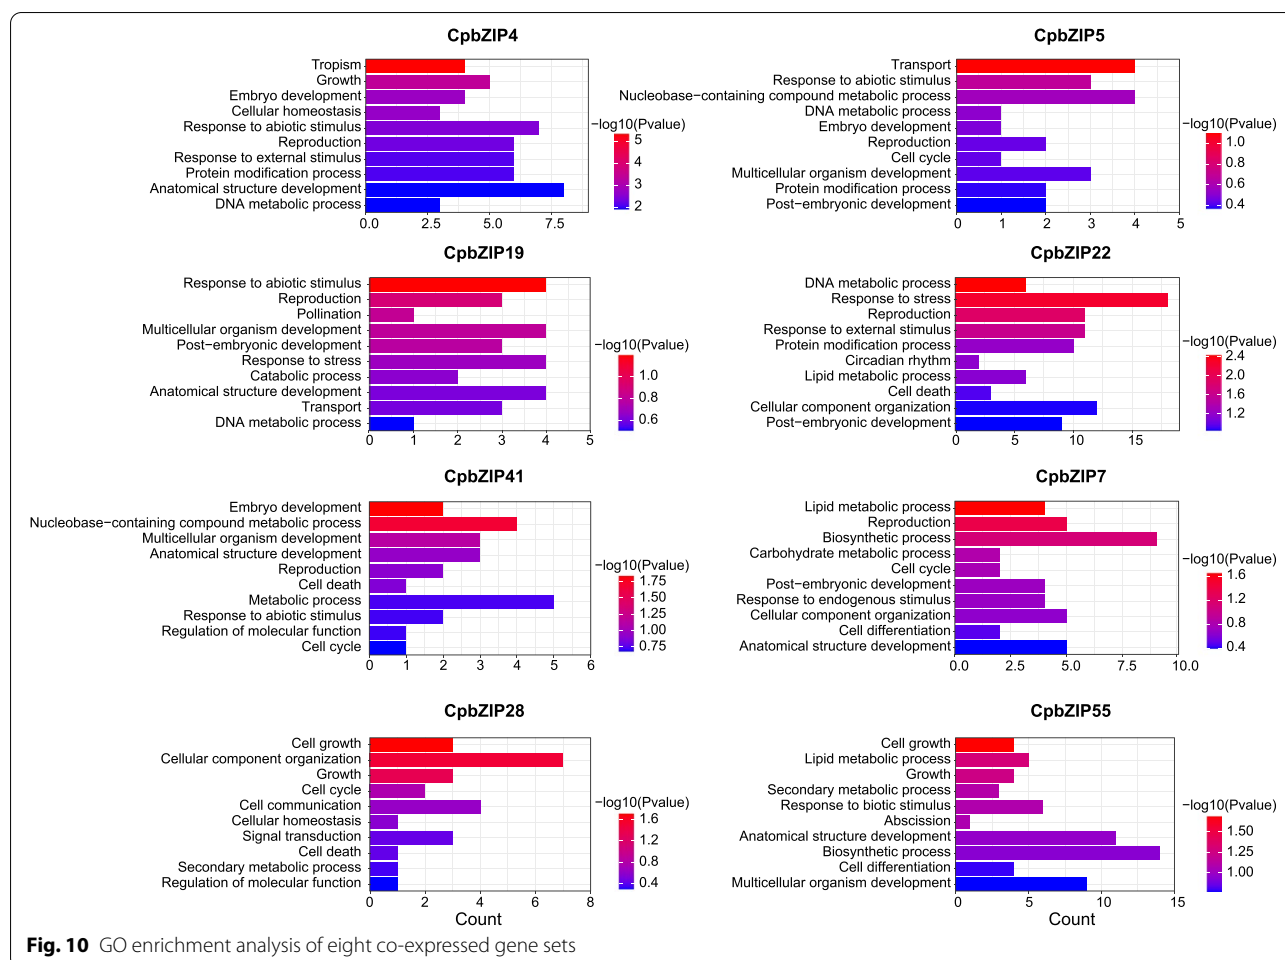 CpbZIP4
Tropism
Growth
Embryo development
Cellular homeostasis
Response to abiotic stimulus
Reproduction
Response to external stimulus
Protein modification process
Anatomical structure development
DNA metabolic process
0.0 2.5 5.0 7.5
−log10(Pvalue)
5
4
3
2
CpbZIP5
Transport
Response to abiotic stimulus
Nucleobase−containing compound metabolic process
DNA metabolic process
Embryo development
Reproduction
Cell cycle
Multicellular organism development
Protein modification process
Post−embryonic development
0 1 2 3 4 5
−log10(Pvalue)
1.0
0.8
0.6
0.4
CpbZIP19
Response to abiotic stimulus
Reproduction
Pollination
Multicellular organism development
Post−embryonic development
Response to stress
Catabolic process
Anatomical structure development
Transport
DNA metabolic process
0 1 2 3 4 5
−log10(Pvalue)
1.0
0.8
0.6
CpbZIP22
DNA metabolic process
Response to stress
Reproduction
Response to external stimulus
Protein modification process
Circadian rhythm
Lipid metabolic process
Cell death
Cellular component organization
Post−embryonic development
0 5 10 15
−log10(Pvalue)
2.4
2.0
1.6
1.2
CpbZIP41
Embryo development
Nucleobase−containing compound metabolic process
Multicellular organism development
Anatomical structure development
Reproduction
Cell death
Metabolic process
Response to abiotic stimulus
Regulation of molecular function
Cell cycle
0 1 2 3 4 5 6
−log10(Pvalue)
1.75
1.50
1.25
1.00
0.75
CpbZIP7
Lipid metabolic process
Reproduction
Biosynthetic process
Carbohydrate metabolic process
Cell cycle
Post−embryonic development
Response to endogenous stimulus
Cellular component organization
Cell differentiation
Anatomical structure development
0.0 2.5 5.0 7.5 10.0
−log10(Pvalue)
1.6
1.2
0.8
0.4
CpbZIP28
Cell growth
Cellular component organization
Growth
Cell cycle
Cell communication
Cellular homeostasis
Signal transduction
Cell death
Secondary metabolic process
Regulation of molecular function
0 2 4 6 8
Count
−log10(Pvalue)
1.6
1.2
0.8
0.4
CpbZIP55
Cell growth
Lipid metabolic process
Growth
Secondary metabolic process
Response to biotic stimulus
Abscission
Anatomical structure development
Biosynthetic process
Cell differentiation
Multicellular organism development
0 5 10 15
Count
−log10(Pvalue)
1.50
1.25
1.00
Fig. 10 GO enrichment analysis of eight co-expressed gene sets